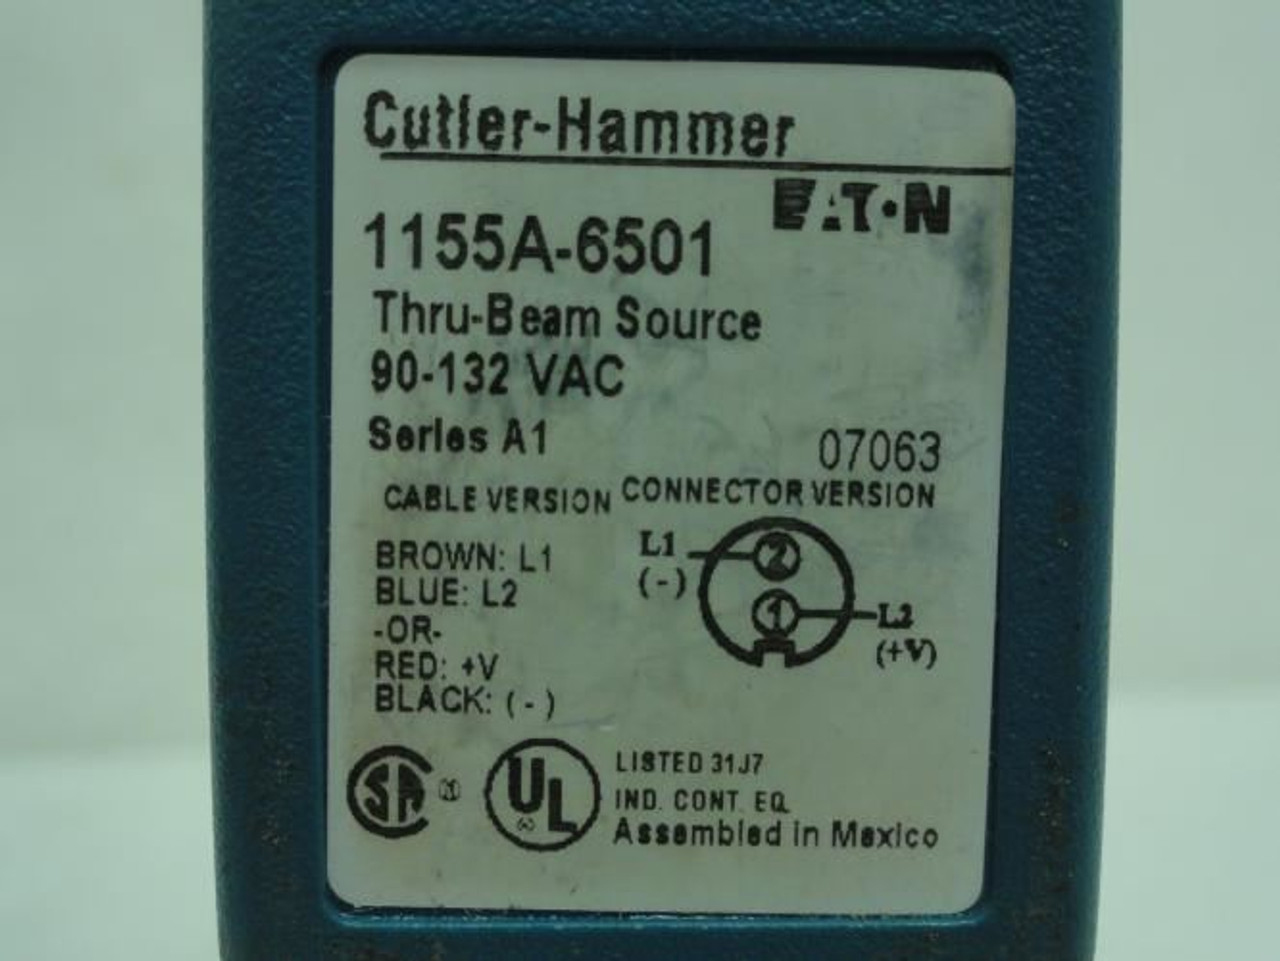 Cutler-Hammer
EATON
1155A-6501
Thru-Beam Source
90-132 VAC
Series A1
07063
CABLE VERSION
CONNECTOR VERSION
BROWN: L1
BLUE: L2
-OR-
RED: +V
BLACK: (-)
L1
(-)
2
1
L2
(+V)
SA
UL
LISTED 31J7
IND. CONT. EQ.
Assembled in Mexico